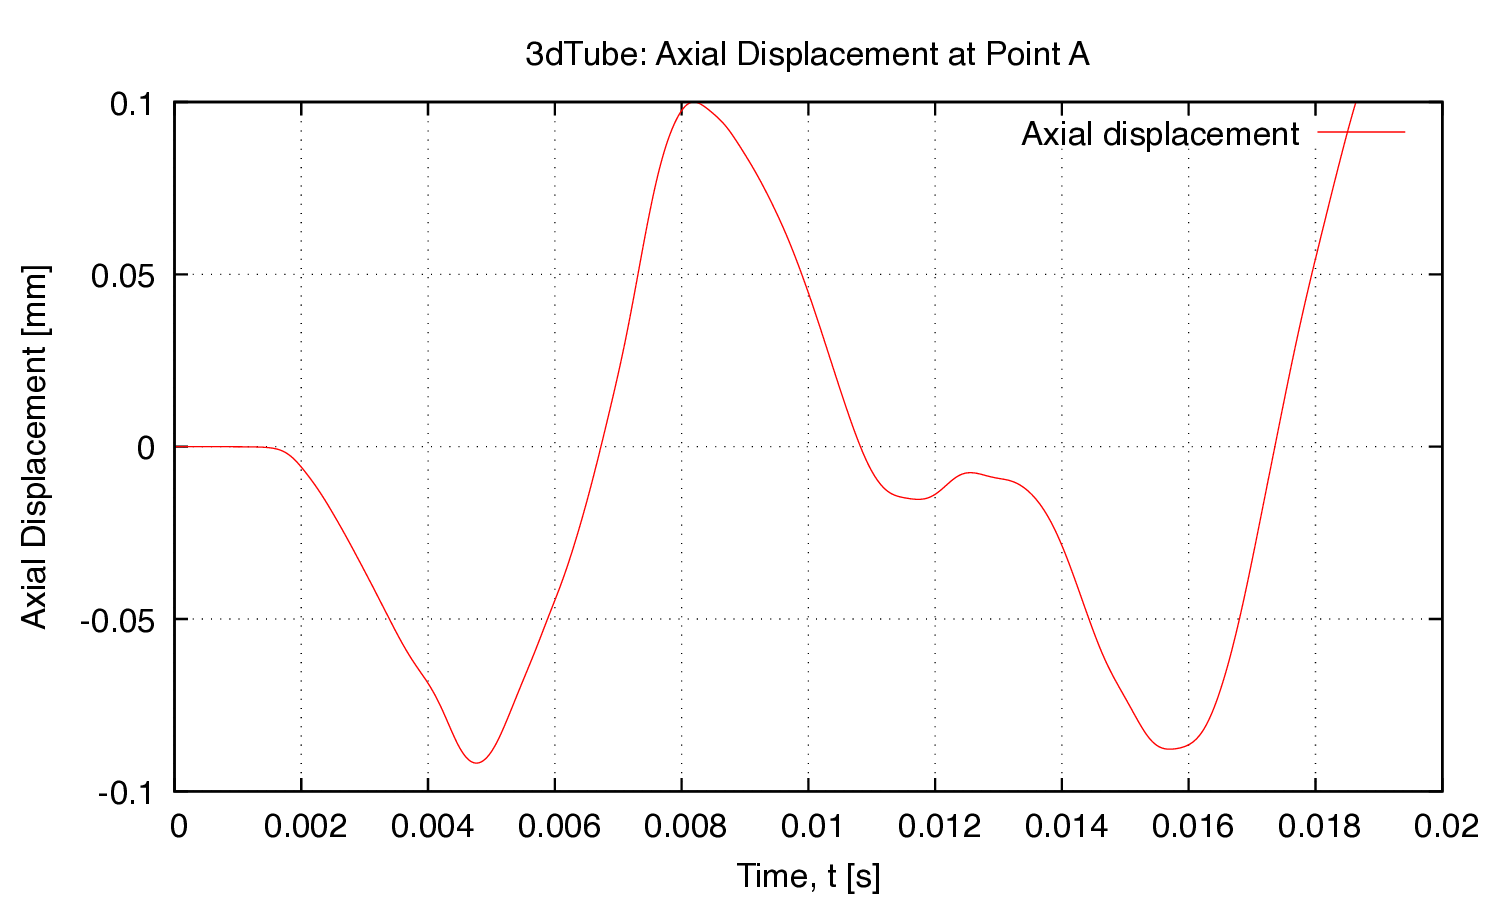 3dTube: Axial Displacement at Point A
Axial displacement
0.1
0.05
0
-0.05
-0.1
Axial Displacement [mm]
0 0.002 0.004 0.006 0.008 0.01 0.012 0.014 0.016 0.018 0.02
Time, t [s]